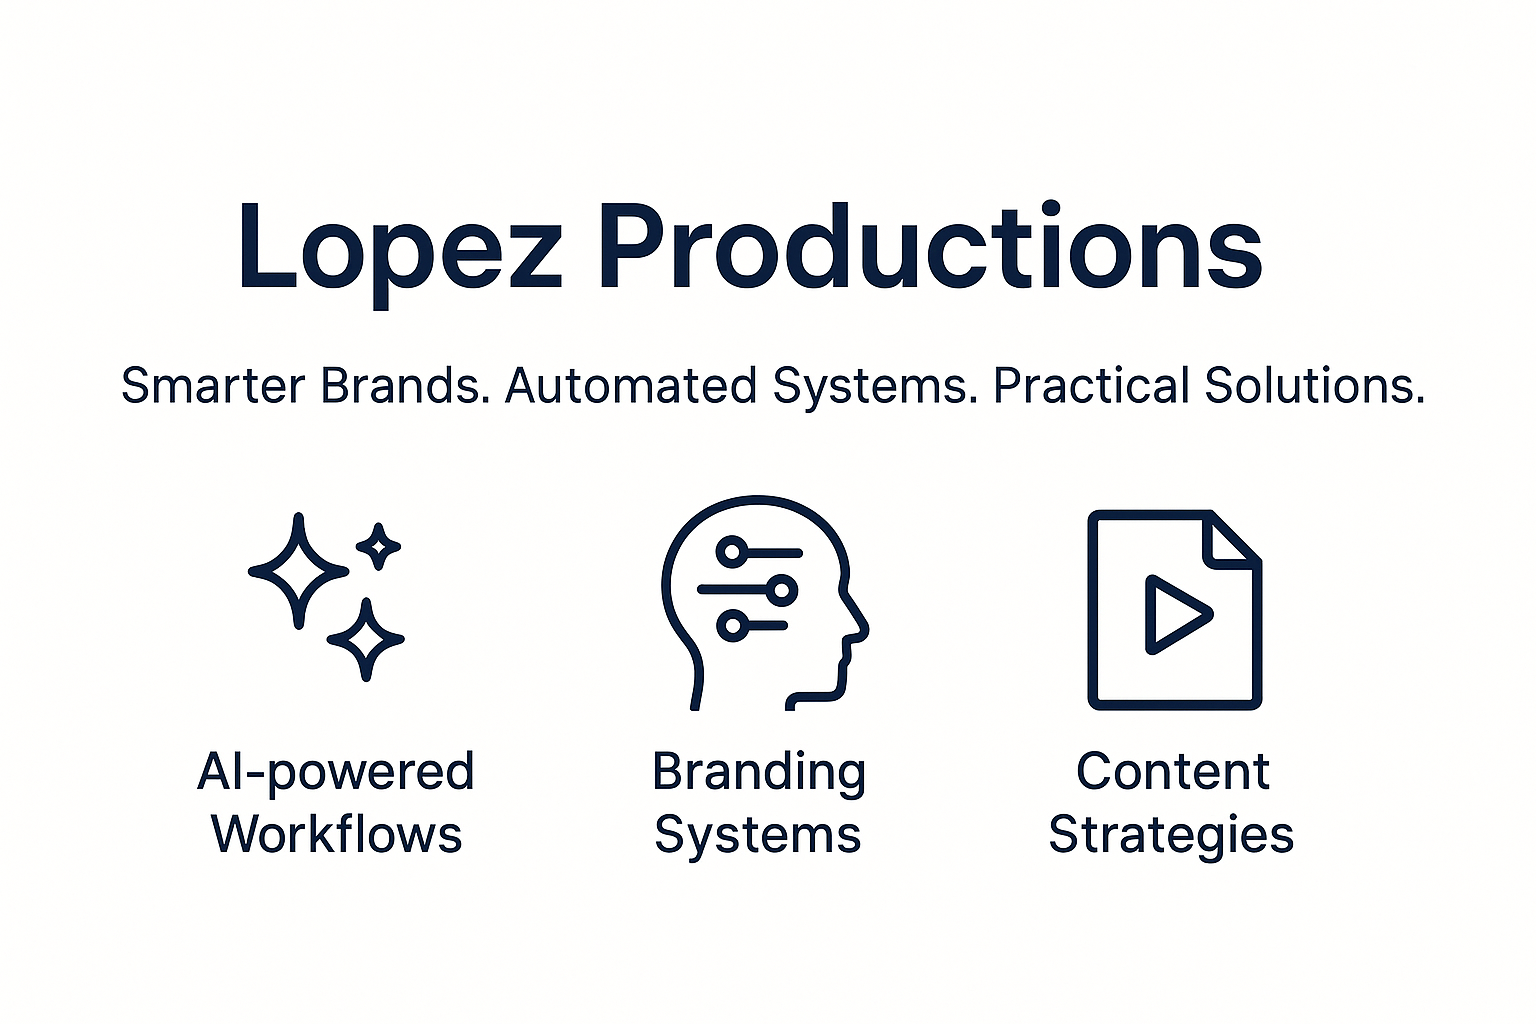 Lopez Productions
Smarter Brands. Automated Systems. Practical Solutions.
AI-powered
Workflows
Branding
Systems
Content
Strategies